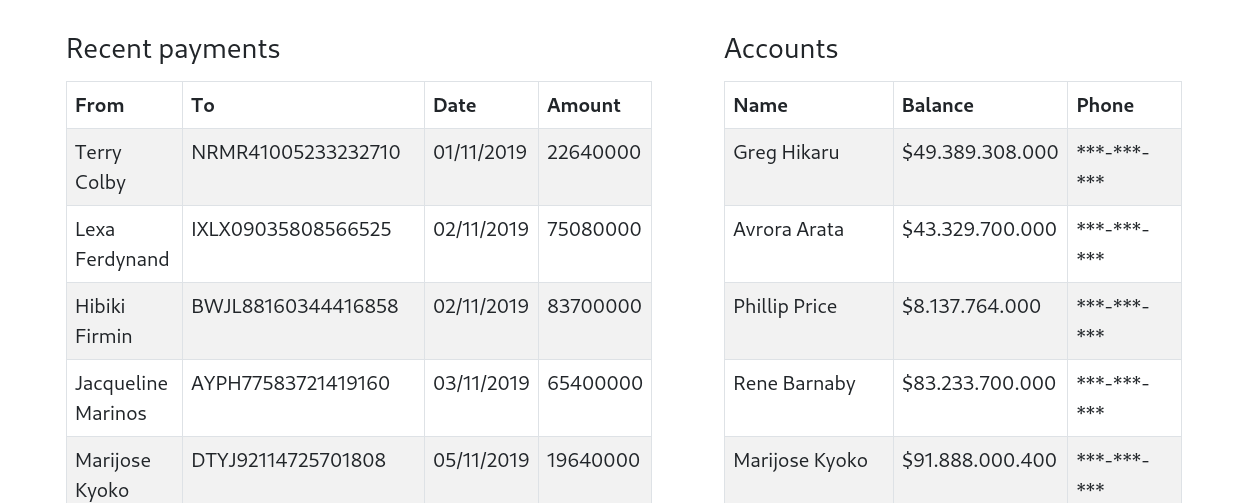 Recent payments
From To Date Amount
Terry NRMR41005233232710 01/11/2019 22640000
Colby
Lexa IXLX09035808566525 02/11/2019 75080000
Ferdynand
Hibiki BWJL88160344416858 02/11/2019 83700000
Firmin
Jacqueline AYPH77583721419160 03/11/2019 65400000
Marinos
Marijose DTYJ92114725701808 05/11/2019 19640000
Kyoko
Accounts
Name Balance Phone
Greg Hikaru $49.389.308.000 ***-***-
***
Avrora Arata $43.329.700.000 ***-***-
***
Phillip Price $8.137.764.000 ***-***-
***
Rene Barnaby $83.233.700.000 ***-***-
***
Marijose Kyoko $91.888.000.400 ***-***-
***